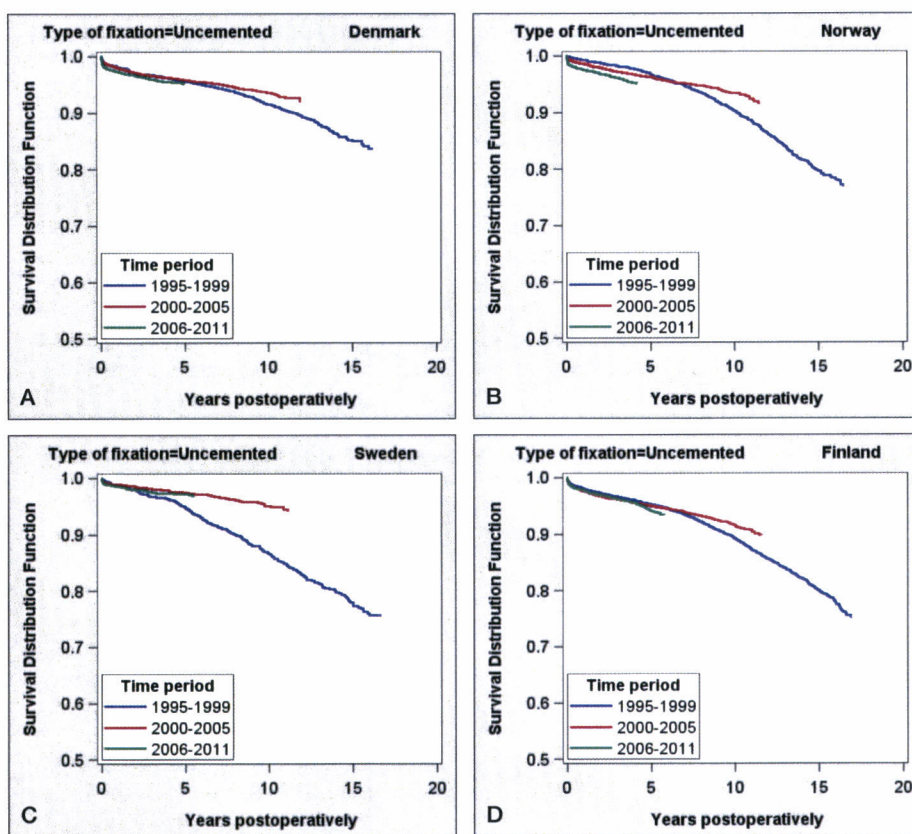 Type of fixation=Uncemented Denmark
Survival Distribution Function
1.0
0.9
0.8
0.7
0.6
0.5
Time period
1995-1999
2000-2005
2006-2011
0 5 10 15 20
Years postoperatively
A
Type of fixation=Uncemented Norway
Survival Distribution Function
1.0
0.9
0.8
0.7
0.6
0.5
Time period
1995-1999
2000-2005
2006-2011
0 5 10 15 20
Years postoperatively
B
Type of fixation=Uncemented Sweden
Survival Distribution Function
1.0
0.9
0.8
0.7
0.6
0.5
Time period
1995-1999
2000-2005
2006-2011
0 5 10 15 20
Years postoperatively
C
Type of fixation=Uncemented Finland
Survival Distribution Function
1.0
0.9
0.8
0.7
0.6
0.5
Time period
1995-1999
2000-2005
2006-2011
0 5 10 15 20
Years postoperatively
D